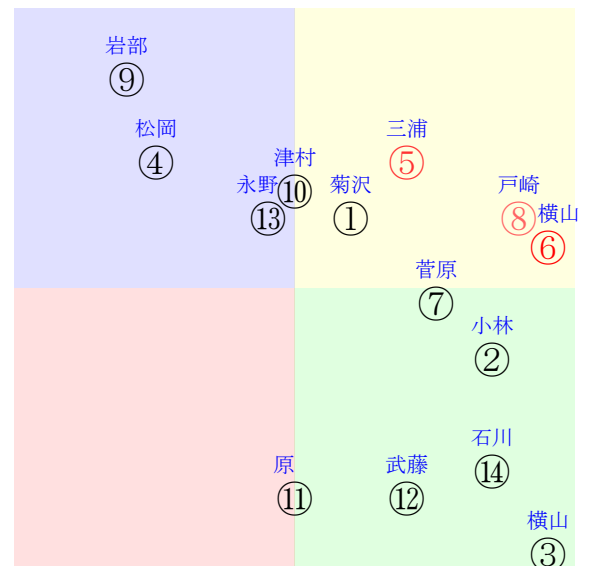 岩部
⑨
松岡
④
三浦
⑤
津村
⑩
永野
⑬
菊沢
①
戸崎
⑧
横山
⑥
菅原
⑦
小林
②
石川
⑭
原
⑪
武藤
⑫
横山
③